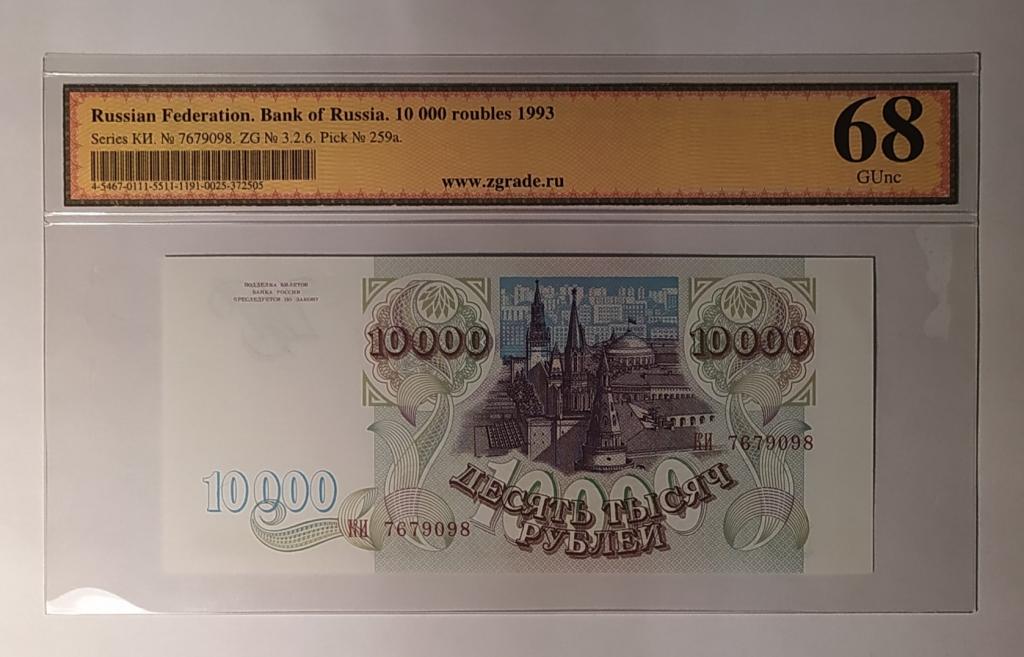 Russian Federation. Bank of Russia. 10 000 roubles 1993
68
Series КИ. № 7679098. ZG № 3.2.6. Pick № 259a.
GUnc
4-5467-0111-5511-1191-0025-372505
www.zgrade.ru
ПОДДЕЛКА БИЛЕТОВ
БАНКА РОССИИ
ПРЕСЛЕДУЕТСЯ ПО ЗАКОНУ
10000
10000
КИ 7679098
10000
10000
ДЕСЯТЬ ТЫСЯЧ
РУБЛЕЙ
КИ 7679098